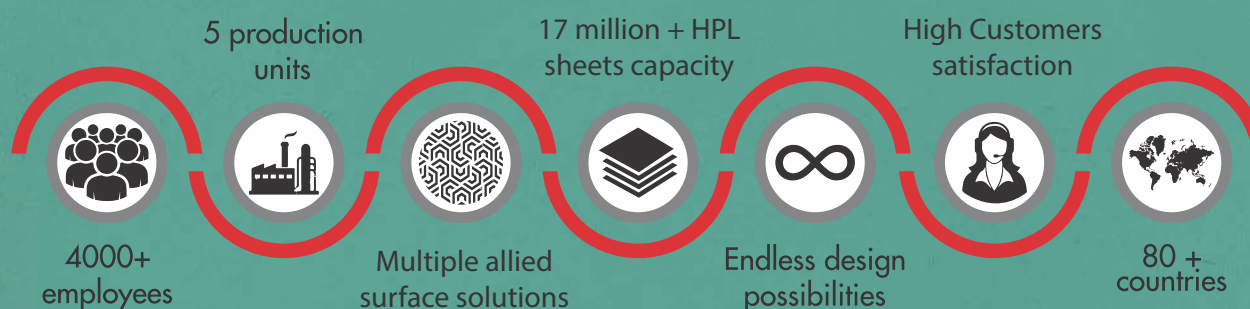 4000+
employees
5 production
units
Multiple allied
surface solutions
17 million + HPL
sheets capacity
Endless design
possibilities
High Customers
satisfaction
80 +
countries